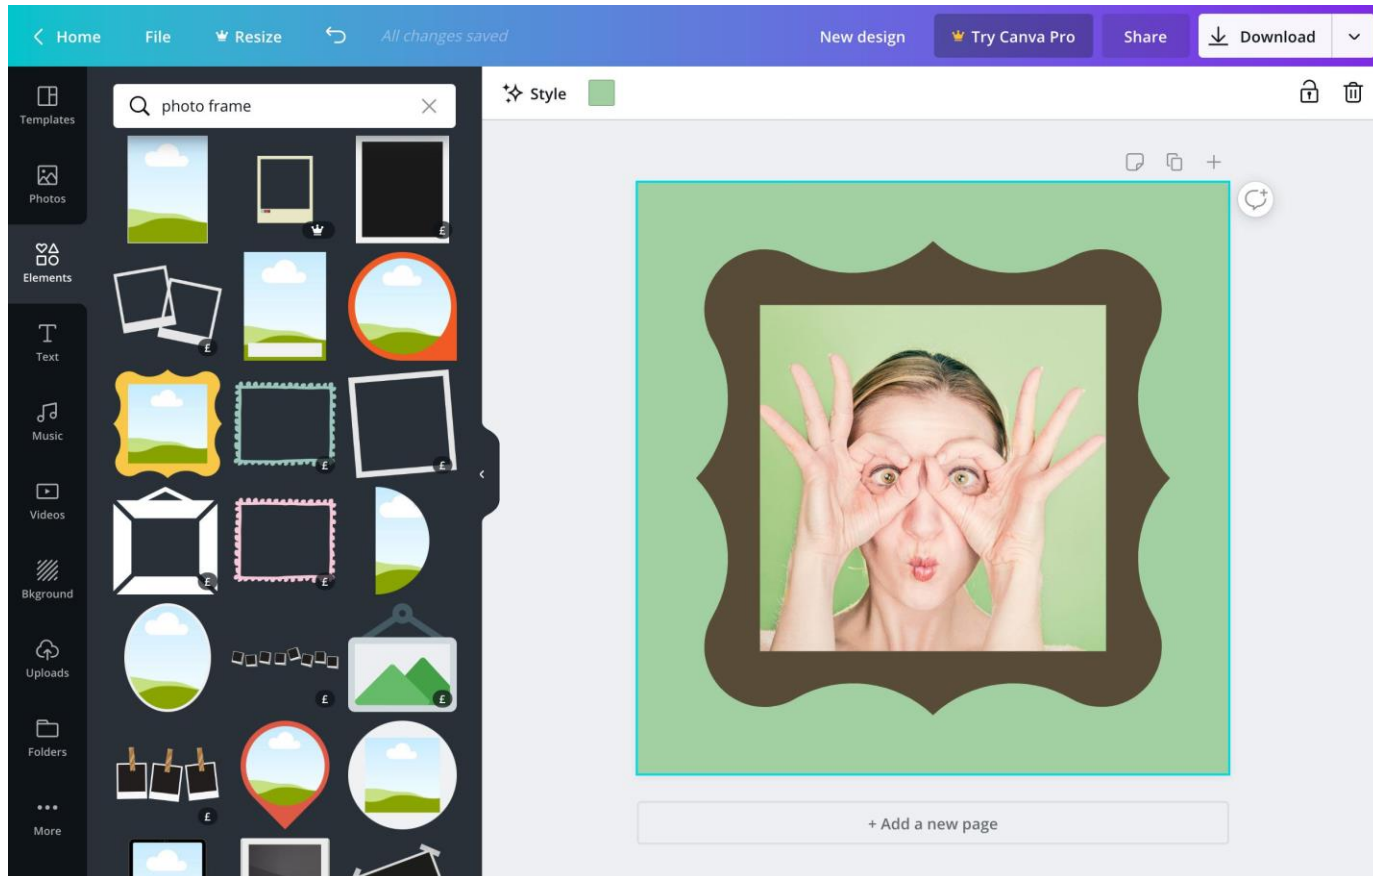 Home File Resize All changes saved New design Try Canva Pro Share Download
Templates
Photos
Elements
Text
Music
Videos
Bkground
Uploads
Folders
More
photo frame
£
£
£
£
£
£
£
£
£
Style
+ Add a new page